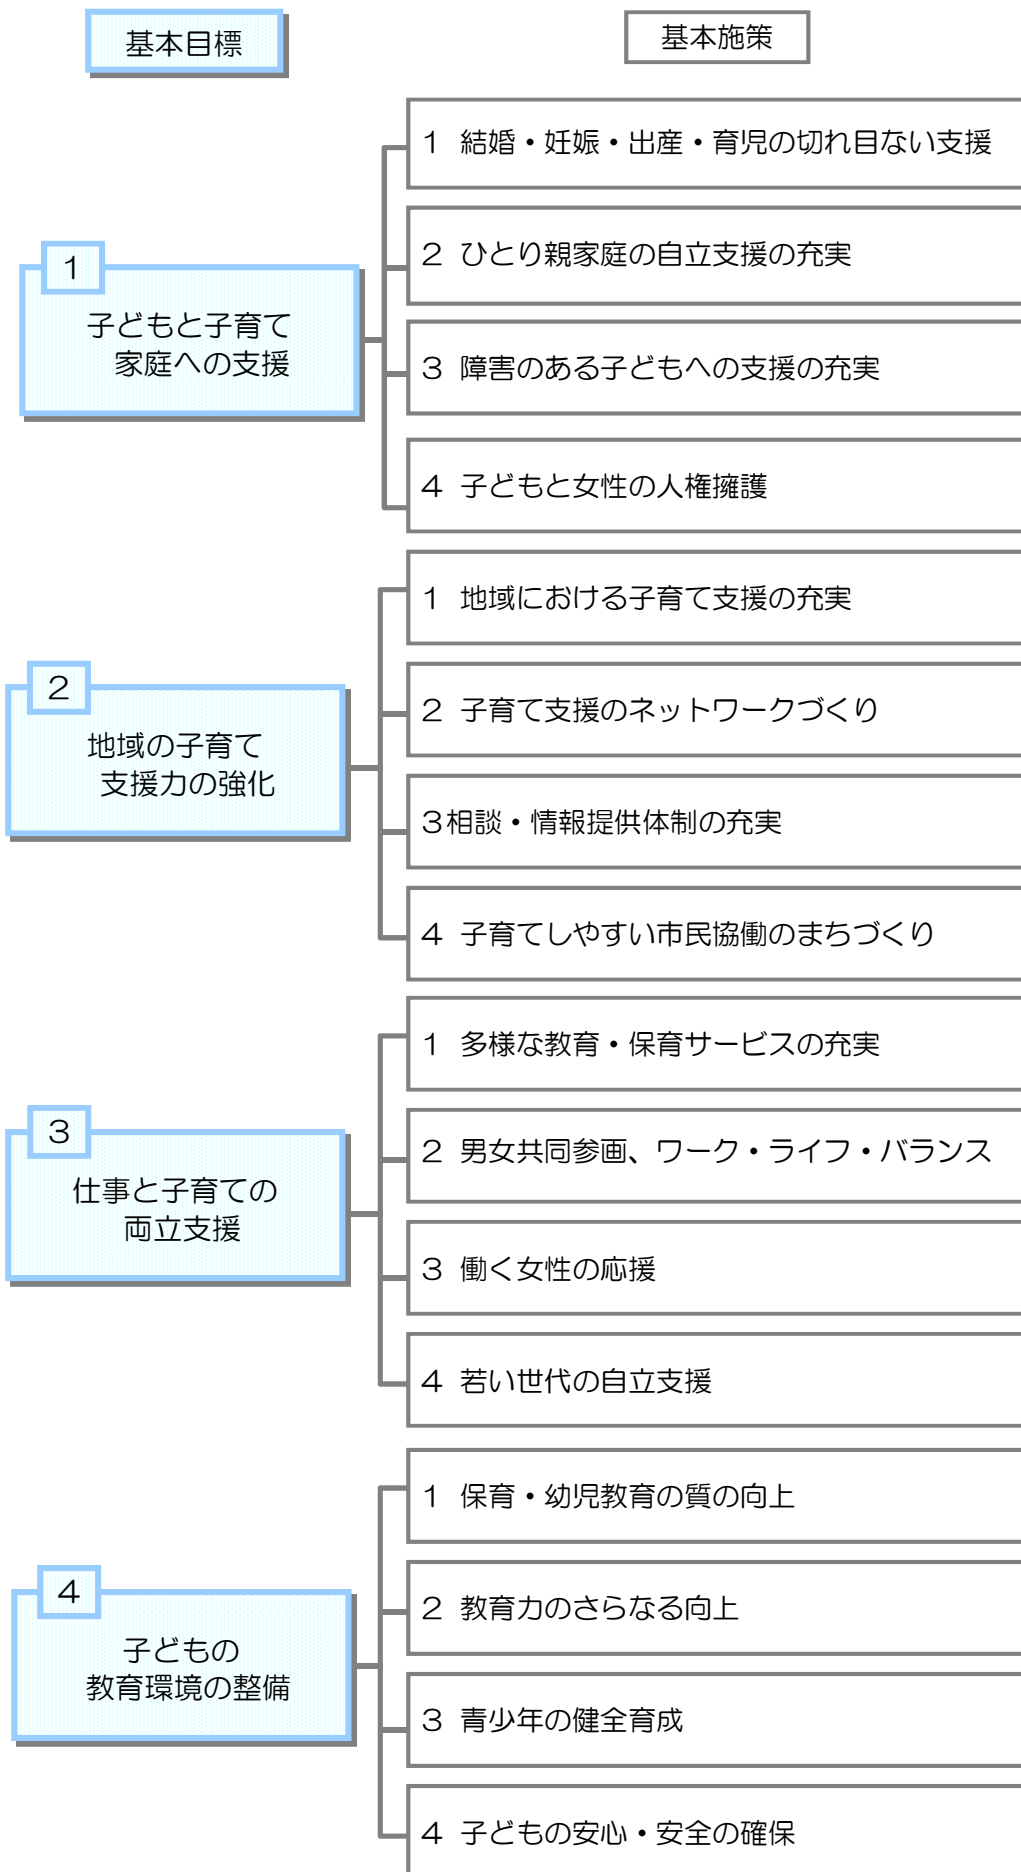 基本目標
基本施策
1
子どもと子育て
家庭への支援
1 結婚・妊娠・出産・育児の切れ目ない支援
2 ひとり親家庭の自立支援の充実
3 障害のある子どもへの支援の充実
4 子どもと女性の人権擁護
2
地域の子育て
支援力の強化
1 地域における子育て支援の充実
2 子育て支援のネットワークづくり
3相談・情報提供体制の充実
4 子育てしやすい市民協働のまちづくり
3
仕事と子育ての
両立支援
1 多様な教育・保育サービスの充実
2 男女共同参画、ワーク・ライフ・バランス
3 働く女性の応援
4 若い世代の自立支援
4
子どもの
教育環境の整備
1 保育・幼児教育の質の向上
2 教育力のさらなる向上
3 青少年の健全育成
4 子どもの安心・安全の確保